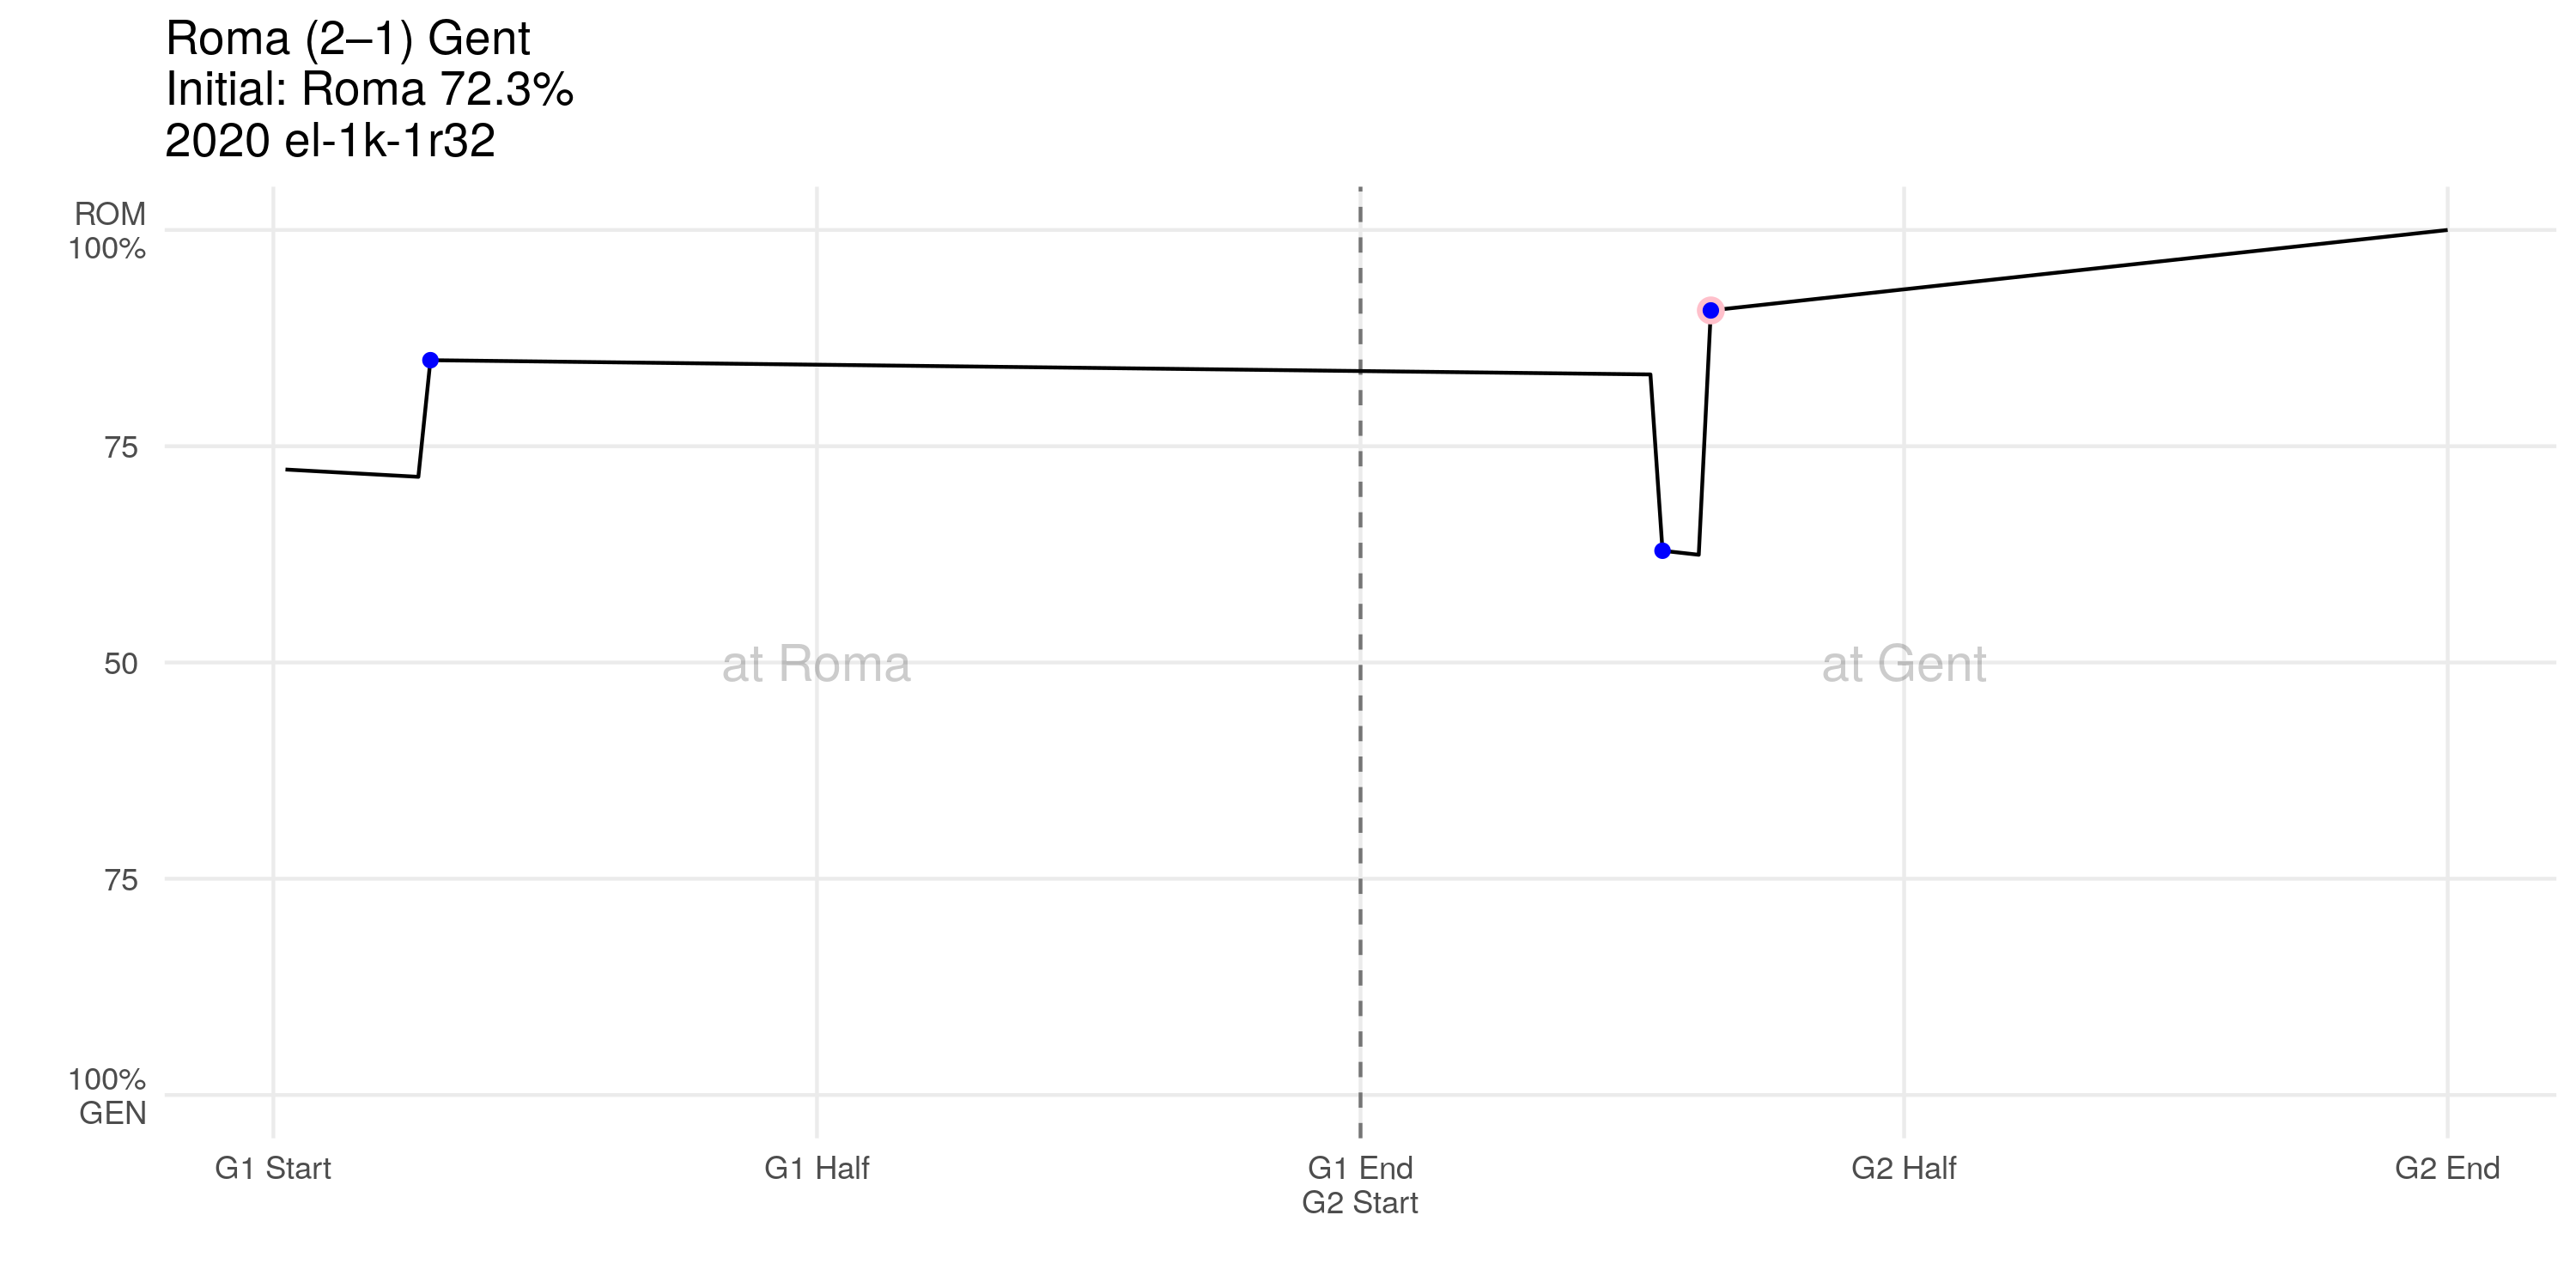 Roma (2–1) Gent
Initial: Roma 72.3%
2020 el-1k-1r32
ROM
100%
75
50
75
100%
GEN
at Roma
at Gent
G1 Start
G1 Half
G1 End
G2 Start
G2 Half
G2 End